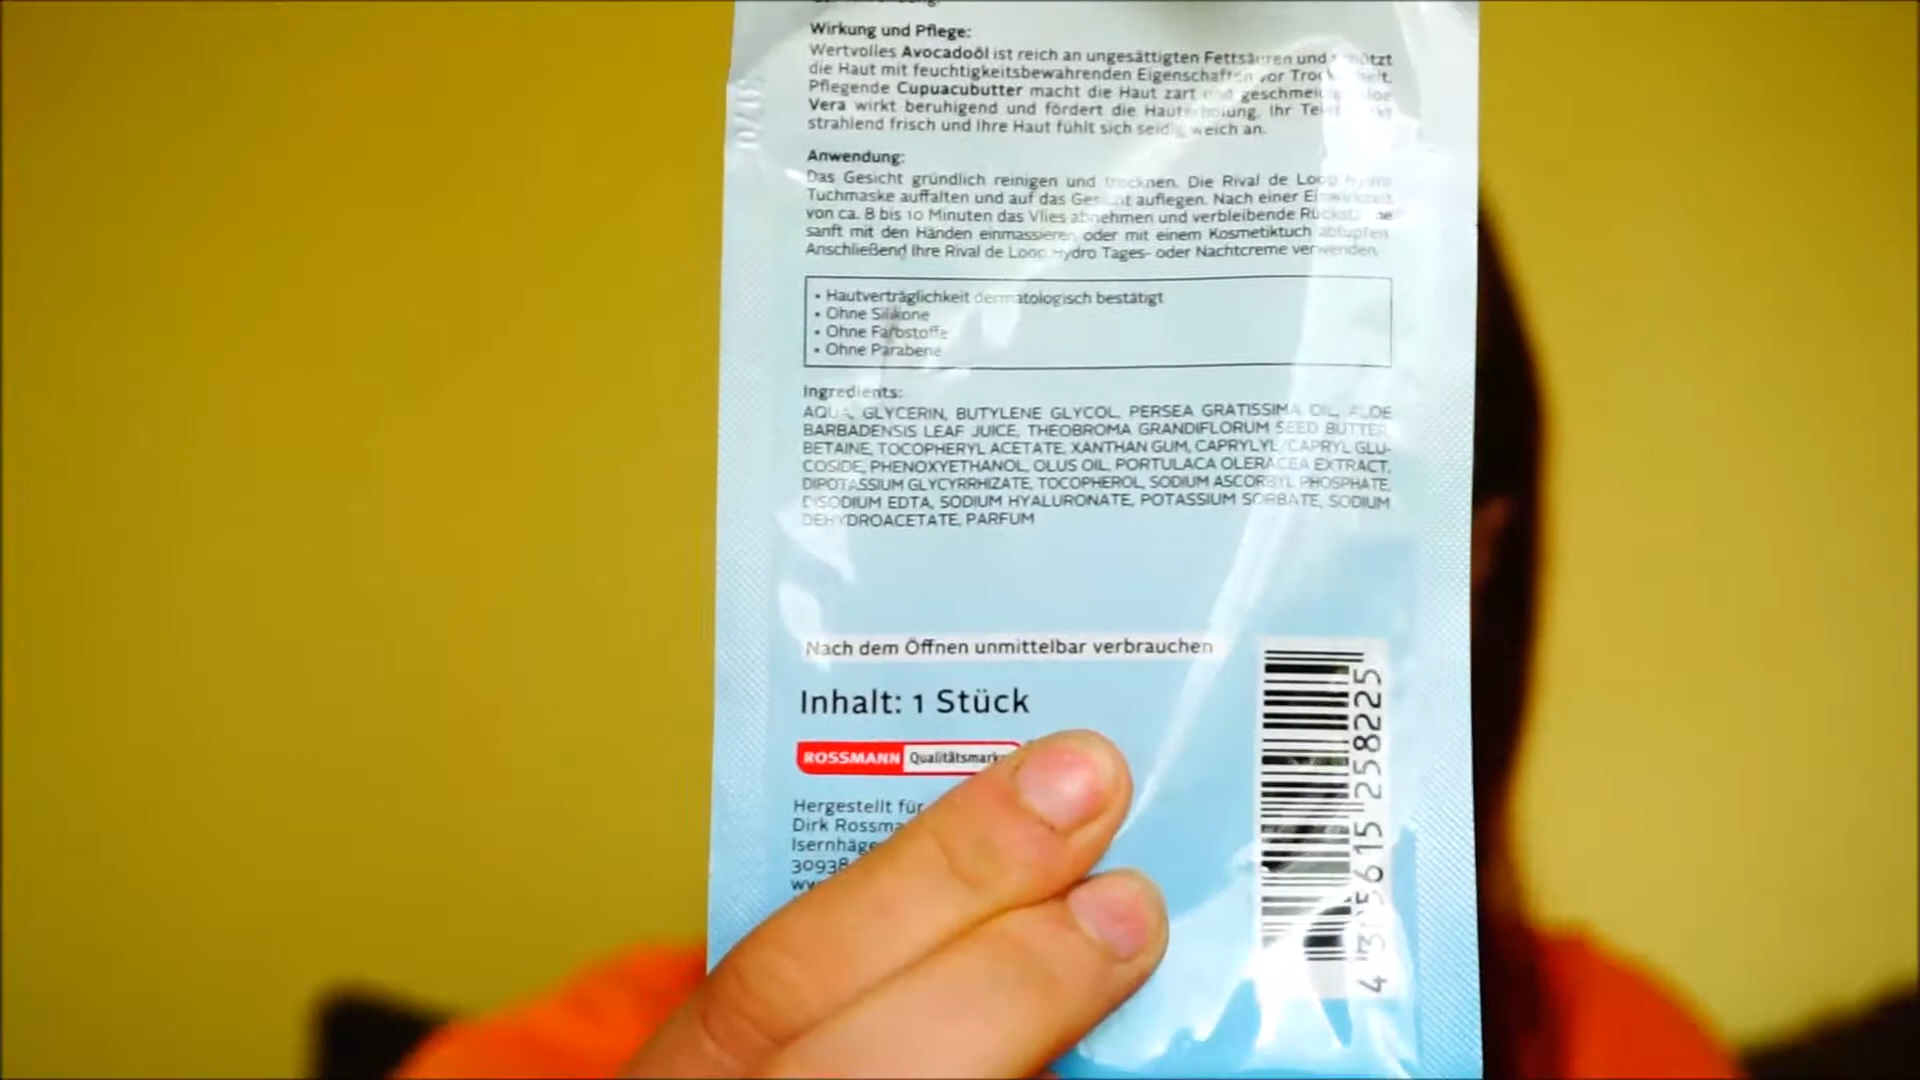 Wirkung und Pflege:
Wertvolles Avocadoöl ist reich an ungesättigten Fettsäuren und
die Haut mit feuchtigkeitsbewahrenden Eigenschaften vor
Pflegende Cupuacubutter macht die Haut zart und
Vera wirkt beruhigend und fördert die Hauterholung. Ihr Teint
strahlend frisch und Ihre Haut fühlt sich seidig weich an.
Anwendung:
Das Gesicht gründlich reinigen und trocknen. Die Rival de Loop Hydro
Tuchmaske auffalten und auf das Gesicht auflegen. Nach einer Einwirkzeit
von ca. 8 bis 10 Minuten das Vlies abnehmen und verbleibende
sanft mit den Händen einmassieren oder mit einem Kosmetiktuch abtupfen.
Anschließend Ihre Rival de Loop Hydro Tages- oder Nachtcreme verwenden.
• Hautverträglichkeit dermatologisch bestätigt
• Ohne Silikone
• Ohne Farbstoffe
• Ohne Parabene
Ingredients:
AQUA, GLYCERIN, BUTYLENE GLYCOL, PERSEA GRATISSIMA OIL, ALOE
BARBADENSIS LEAF JUICE, THEOBROMA GRANDIFLORUM SEED BUTTER,
BETAINE, TOCOPHERYL ACETATE, XANTHAN GUM, CAPRYLYL/CAPRYL GLU-
COSIDE, PHENOXYETHANOL, OLUS OIL, PORTULACA OLERACEA EXTRACT,
DIPOTASSIUM GLYCYRRHIZATE, TOCOPHEROL, SODIUM ASCORBYL PHOSPHATE,
DISODIUM EDTA, SODIUM HYALURONATE, POTASSIUM SORBATE, SODIUM
DEHYDROACETATE, PARFUM
Nach dem Öffnen unmittelbar verbrauchen
Inhalt: 1 Stück
ROSSMANN Qualitätsmarke
Hergestellt für
Dirk
30938
4 305615 258225